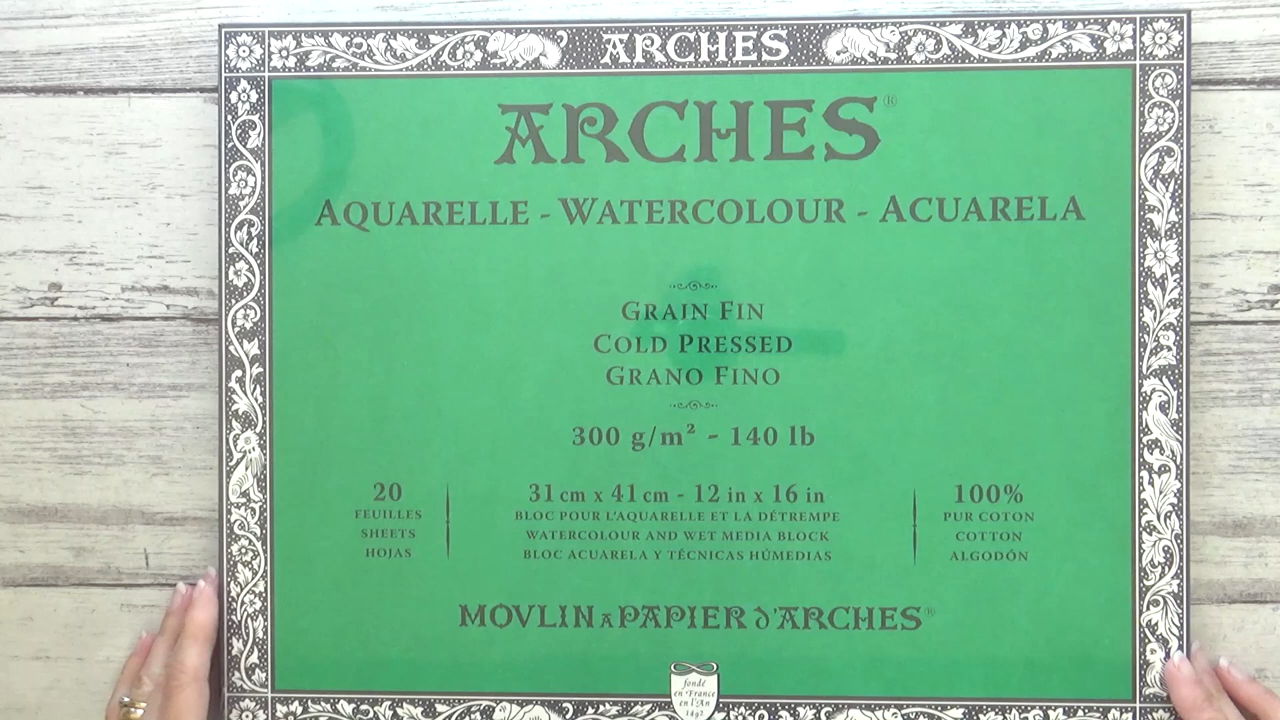 ARCHES
ARCHES®
AQUARELLE - WATERCOLOUR - ACUARELA
GRAIN FIN
COLD PRESSED
GRANO FINO
300 g/m² - 140 lb
20
FEUILLES
SHEETS
HOJAS
31 cm x 41 cm - 12 in x 16 in
BLOC POUR L'AQUARELLE ET LA DÉTREMPE
WATERCOLOUR AND WET MEDIA BLOCK
BLOC ACUARELA Y TÉCNICAS HÚMEDIAS
100%
PUR COTON
COTTON
ALGODÓN
MOVLIN A PAPIER D'ARCHES®
fondé
en France
en l'An
1492